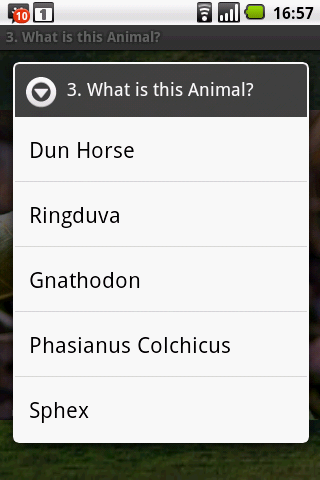 10
1
16:57
3. What is this Animal?
3. What is this Animal?
Dun Horse
Ringduva
Gnathodon
Phasianus Colchicus
Sphex